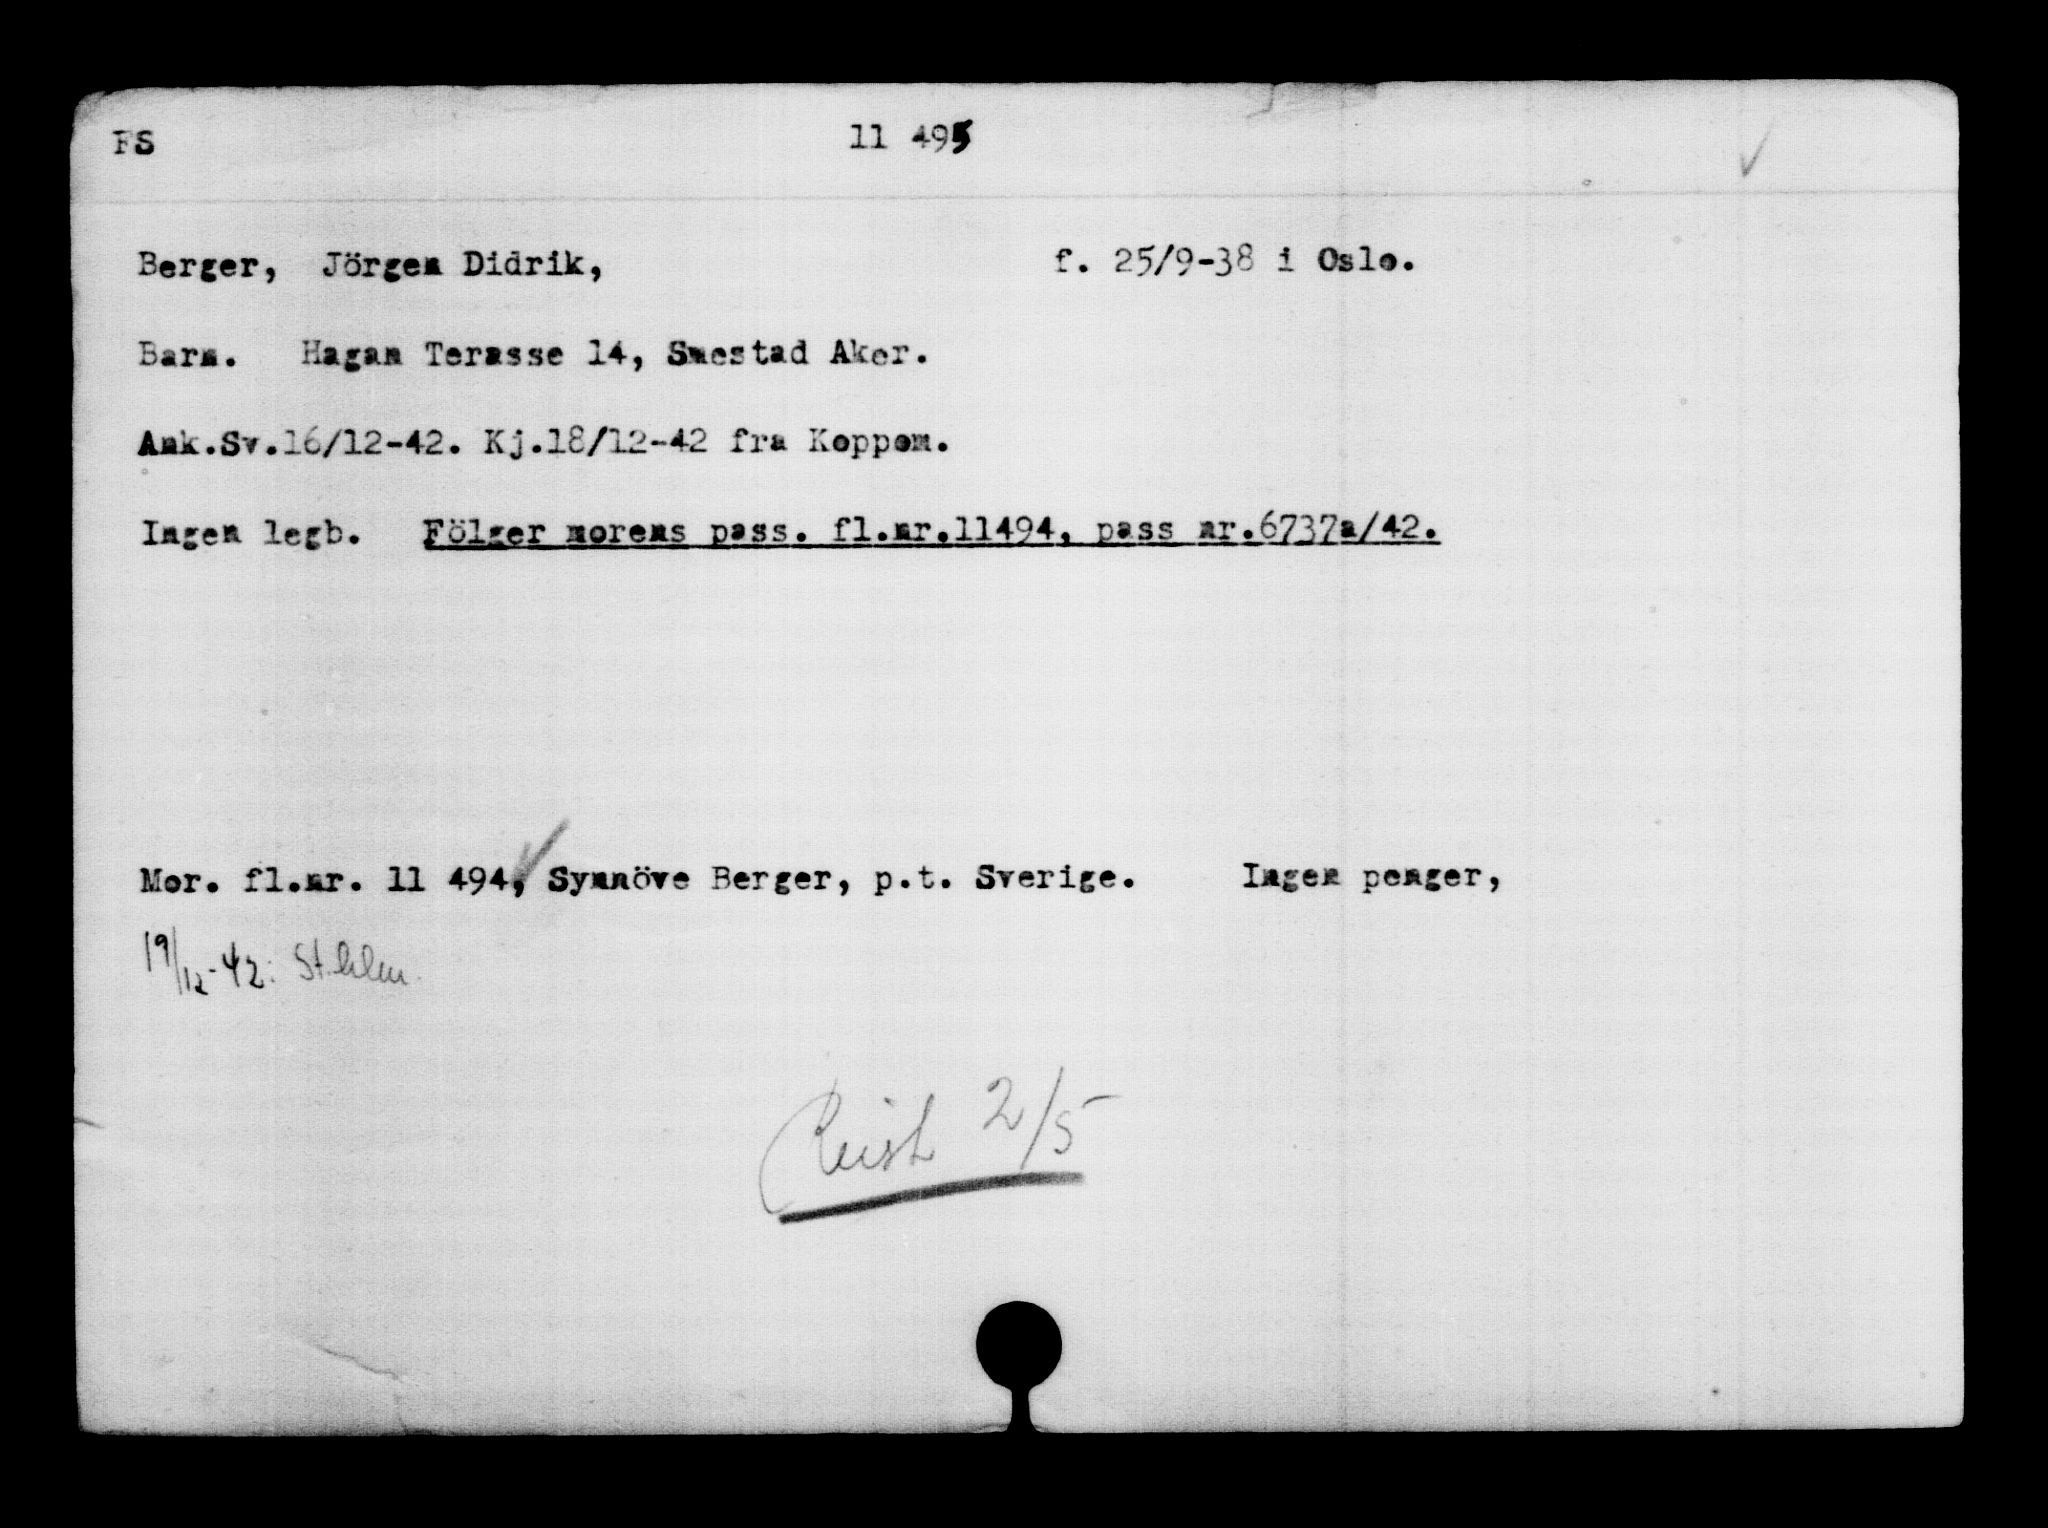 FS 11 495
Berger, Jörgen Didrik, f. 25/9-38 i Oslo.
Barn. Hagan Terasse 14, Smestad Aker.
Ank.Sv.16/12-42. Kj.18/12-42 fra Koppom.
Ingen legb. Fölger morens pass. fl.nr.11494, pass nr.6737a/42.
Mor. fl.nr. 11 494, Synnöve Berger, p.t. Sverige. Ingen penger,
19/12-42: St.hlm.
Reist 2/5